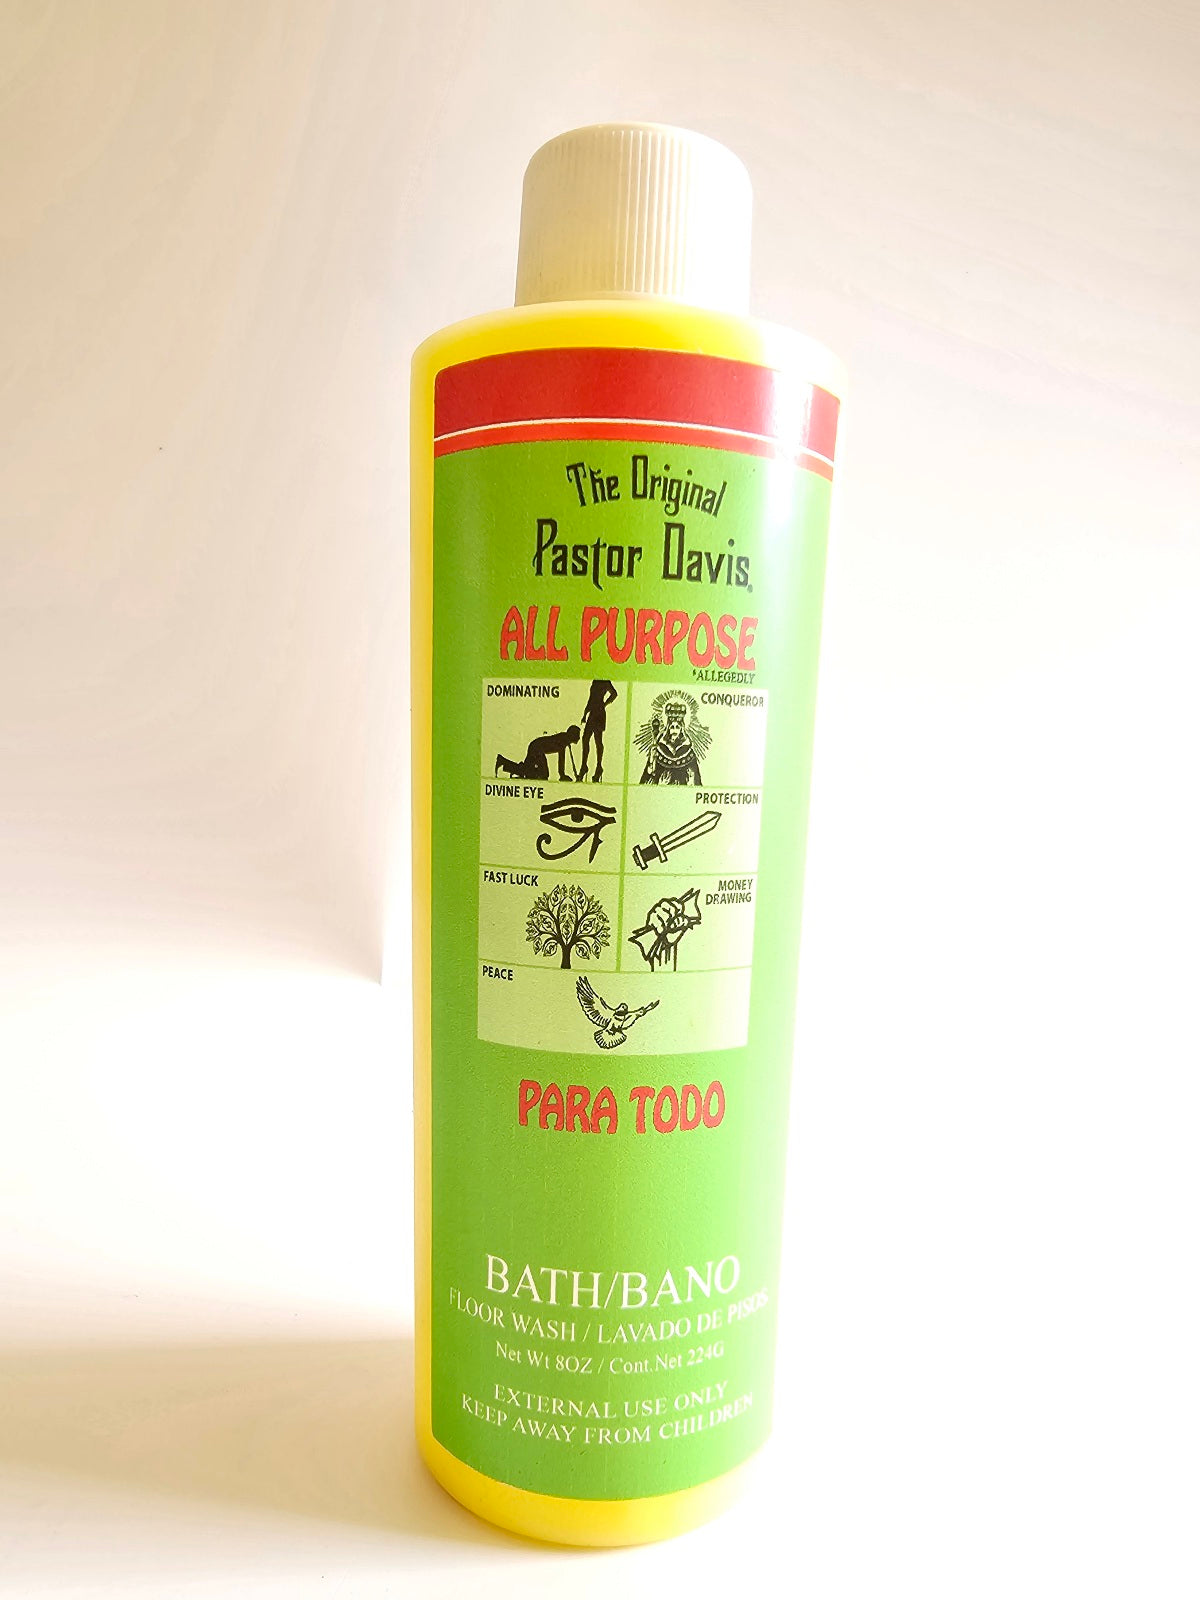 The Original
Pastor Davis.
ALL PURPOSE
*ALLEGEDLY
DOMINATING
CONQUEROR
DIVINE EYE
PROTECTION
FAST LUCK
MONEY
DRAWING
PEACE
PARA TODO
BATH/BANO
FLOOR WASH / LAVADO DE PISOS
Net Wt 8OZ / Cont.Net 224G
EXTERNAL USE ONLY
KEEP AWAY FROM CHILDREN